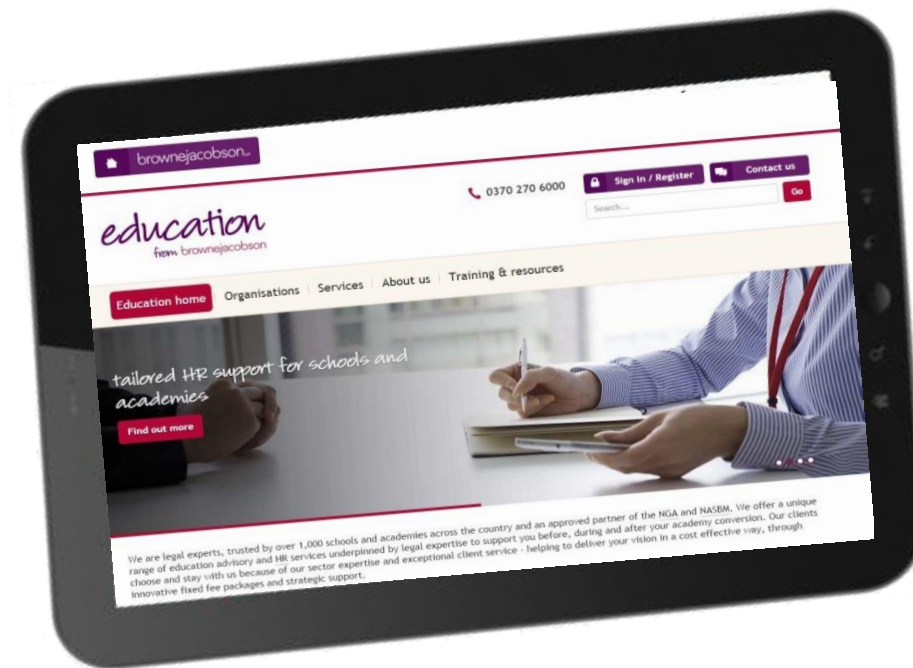 brownejacobson LLP
0370 270 6000
Sign in / Register
Contact us
Search...
Go
education
from brownejacobson
Education home
Organisations
Services
About us
Training & resources
tailored HR support for schools and
academies
Find out more
We are legal experts, trusted by over 1,000 schools and academies across the country and an approved partner of the NGA and NASBM. We offer a unique
range of education advisory and HR services underpinned by legal expertise to support you before, during and after your academy conversion. Our clients
choose and stay with us because of our sector expertise and exceptional client service - helping to deliver your vision in a cost effective way, through
innovative fixed fee packages and strategic support.